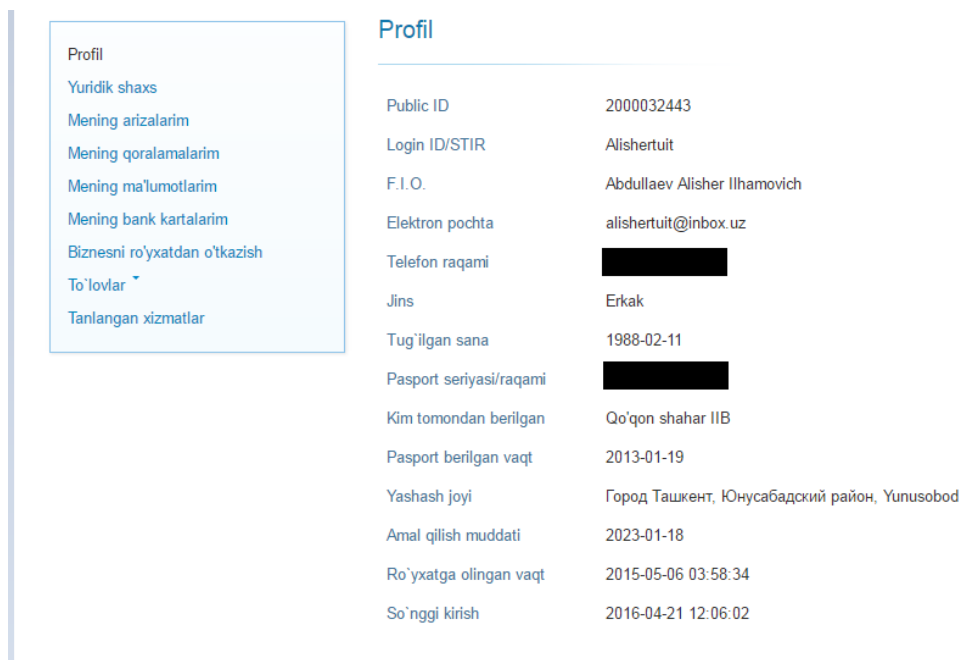 Profil
Yuridik shaxs
Mening arizalarim
Mening qoralamalarim
Mening ma'lumotlarim
Mening bank kartalarim
Biznesni ro'yxatdan o'tkazish
To`lovlar
Tanlangan xizmatlar
Profil
Public ID 2000032443
Login ID/STIR Alishertuit
F.I.O. Abdullaev Alisher Ilhamovich
Elektron pochta alishertuit@inbox.uz
Telefon raqami
Jins Erkak
Tug`ilgan sana 1988-02-11
Pasport seriyasi/raqami
Kim tomondan berilgan Qo'qon shahar IIB
Pasport berilgan vaqt 2013-01-19
Yashash joyi Город Ташкент, Юнусабадский район, Yunusobod
Amal qilish muddati 2023-01-18
Ro`yxatga olingan vaqt 2015-05-06 03:58:34
So`nggi kirish 2016-04-21 12:06:02